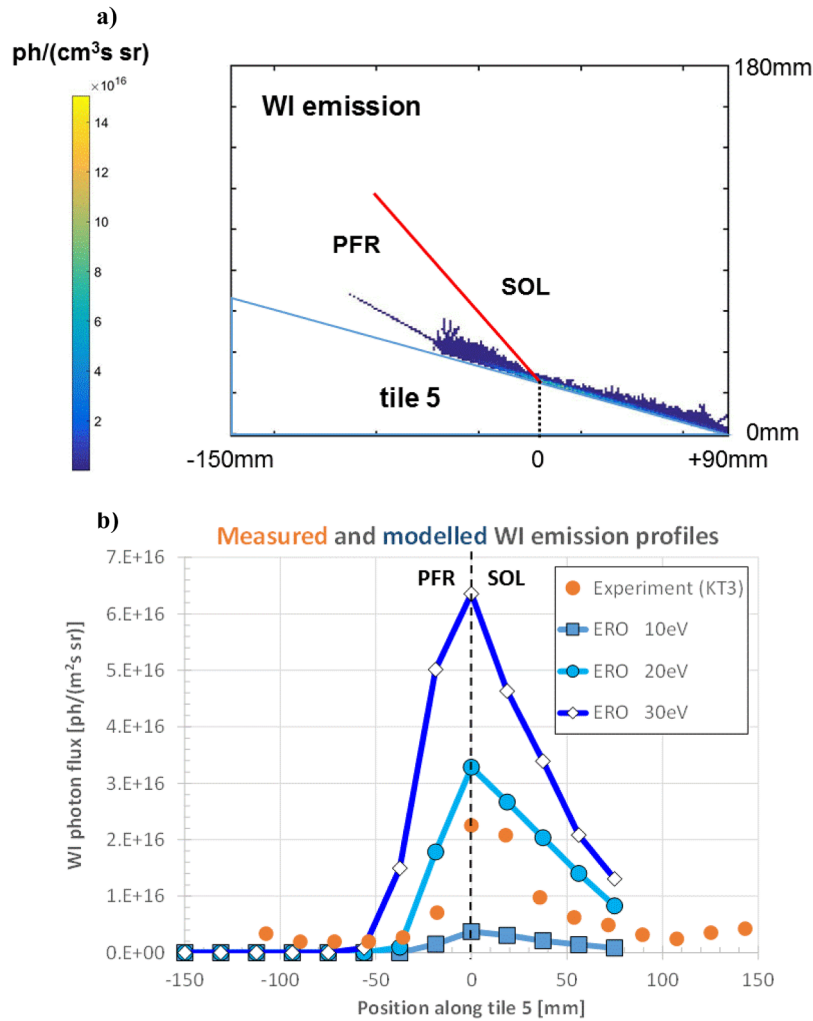 a)
ph/(cm³s sr)
×10¹⁶
14
12
10
8
6
4
2
WI emission
180mm
PFR
SOL
tile 5
0mm
-150mm
0
+90mm
b)
Measured and modelled WI emission profiles
7.E+16
6.E+16
5.E+16
4.E+16
3.E+16
2.E+16
1.E+16
0.E+00
WI photon flux [ph/(m²s sr)]
PFR
SOL
Experiment (KT3)
ERO 10eV
ERO 20eV
ERO 30eV
-150
-100
-50
0
50
100
150
Position along tile 5 [mm]